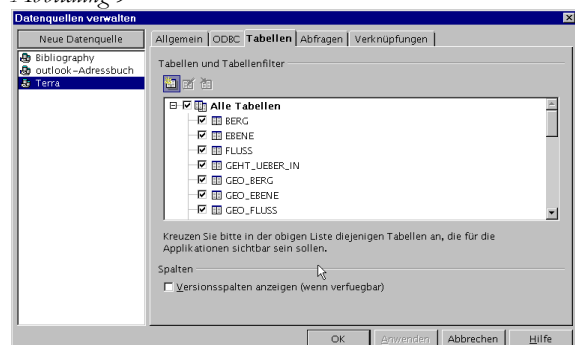 Abbildung 9
Datenquellen verwalten
Neue Datenquelle
Allgemein ODBC Tabellen Abfragen Verknüpfungen
Bibliography
outlook-Adressbuch
Terra
Tabellen und Tabellenfilter
Alle Tabellen
BERG
EBENE
FLUSS
GEHT_UEBER_IN
GEO_BERG
GEO_EBENE
GEO_FLUSS
Kreuzen Sie bitte in der obigen Liste diejenigen Tabellen an, die für die
Applikationen sichtbar sein sollen.
Spalten
Versionsspalten anzeigen (wenn verfuegbar)
OK Anwenden Abbrechen Hilfe